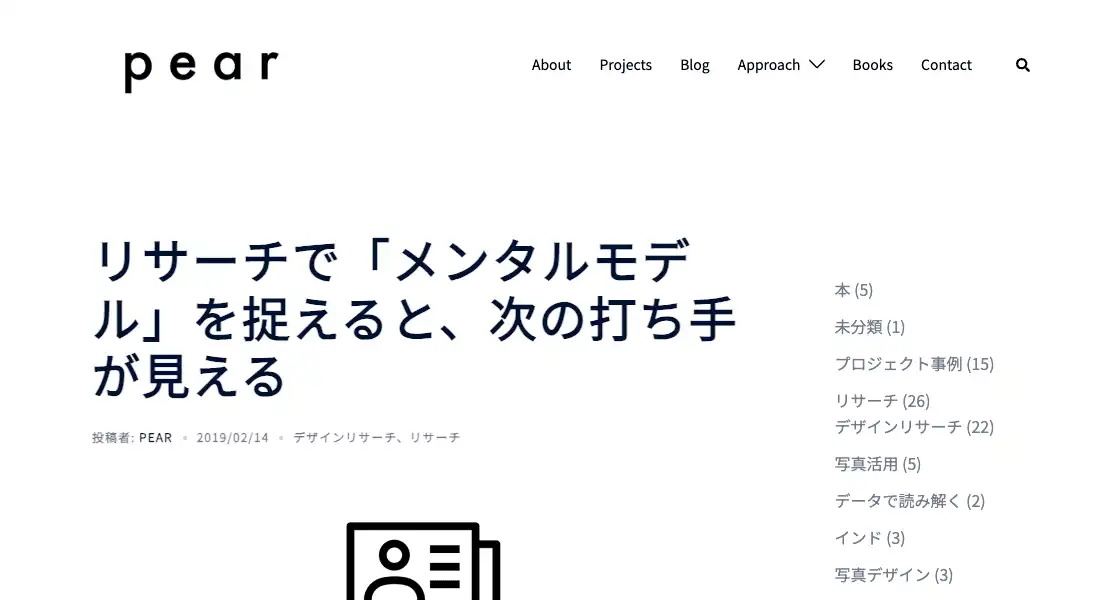 pear
About Projects Blog Approach Books Contact
リサーチで「メンタルモデ
ル」を捉えると、次の打ち手
が見える
投稿者: PEAR • 2019/02/14 • デザインリサーチ、リサーチ
本 (5)
未分類 (1)
プロジェクト事例 (15)
リサーチ (26)
デザインリサーチ (22)
写真活用 (5)
データで読み解く (2)
インド (3)
写真デザイン (3)